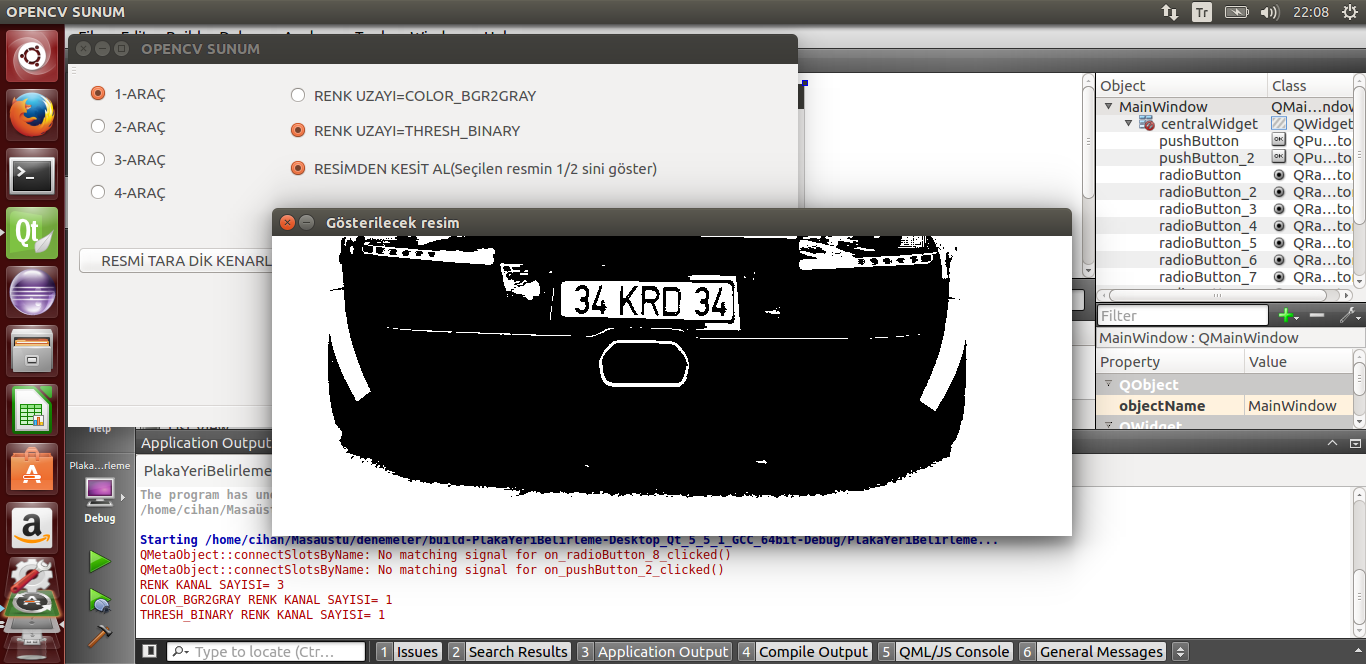 OPENCV SUNUM
Tr
22:08
OPENCV SUNUM
1-ARAÇ
2-ARAÇ
3-ARAÇ
4-ARAÇ
RENK UZAYI=COLOR_BGR2GRAY
RENK UZAYI=THRESH_BINARY
RESİMDEN KESİT AL(Seçilen resmin 1/2 sini göster)
RESMİ TARA DİK KENARL
Gösterilecek resim
34 KRD 34
Object Class
MainWindow QMai...ndow
centralWidget QWidget
pushButton QPu...to
pushButton_2 QPu...to
radioButton QRa...to
radioButton_2 QRa...to
radioButton_3 QRa...to
radioButton_4 QRa...to
radioButton_5 QRa...to
radioButton_6 QRa...to
radioButton_7 QRa...to
Filter
MainWindow : QMainWindow
Property Value
QObject
objectName MainWindow
QWidget
Help
Plaka...rleme
Debug
Qt
a
Application Output
PlakaYeriBelirleme
The program has une
/home/cihan/Masaüs
Starting /home/cihan/Masaüstü/denemeler/build-PlakaYeriBelirleme-Desktop_Qt_5_5_1_GCC_64bit-Debug/PlakaYeriBelirleme...
QMetaObject::connectSlotsByName: No matching signal for on_radioButton_8_clicked()
QMetaObject::connectSlotsByName: No matching signal for on_pushButton_2_clicked()
RENK KANAL SAYISI= 3
COLOR_BGR2GRAY RENK KANAL SAYISI= 1
THRESH_BINARY RENK KANAL SAYISI= 1
Type to locate (Ctr...
1 Issues
2 Search Results
3 Application Output
4 Compile Output
5 QML/JS Console
6 General Messages